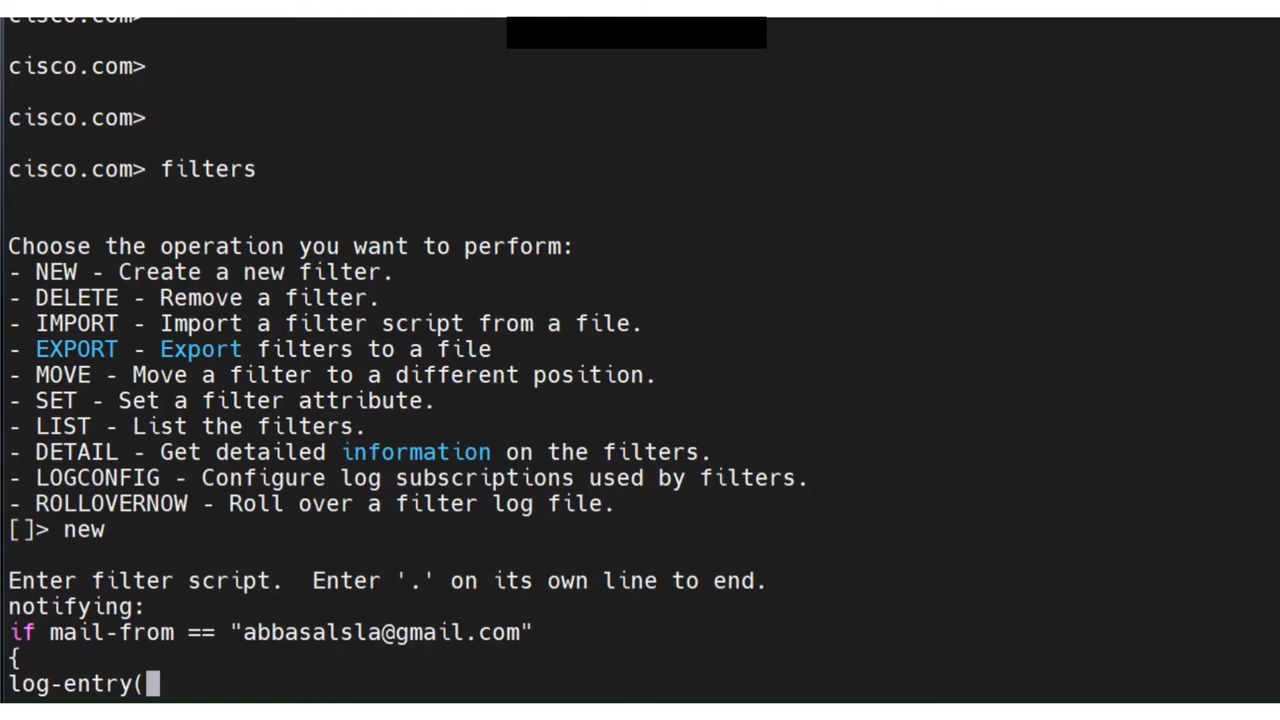 cisco.com>
cisco.com>
cisco.com>
cisco.com> filters
Choose the operation you want to perform:
- NEW - Create a new filter.
- DELETE - Remove a filter.
- IMPORT - Import a filter script from a file.
- EXPORT - Export filters to a file
- MOVE - Move a filter to a different position.
- SET - Set a filter attribute.
- LIST - List the filters.
- DETAIL - Get detailed information on the filters.
- LOGCONFIG - Configure log subscriptions used by filters.
- ROLLOVERNOW - Roll over a filter log file.
[]> new
Enter filter script.  Enter '.' on its own line to end.
notifying:
if mail-from == "abbasalsla@gmail.com"
{
log-entry(